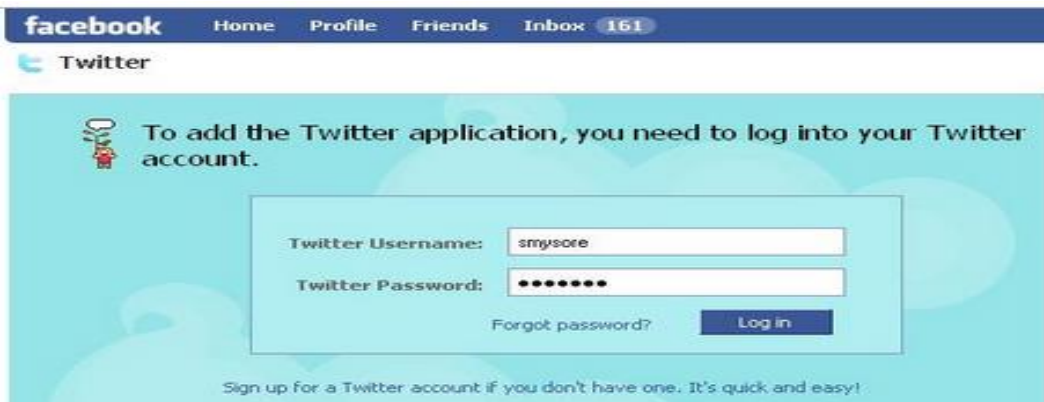 facebook Home Profile Friends Inbox 161
Twitter
To add the Twitter application, you need to log into your Twitter
account.
Twitter Username: smysore
Twitter Password: •••••••
Forgot password? Log in
Sign up for a Twitter account if you don't have one. It's quick and easy!